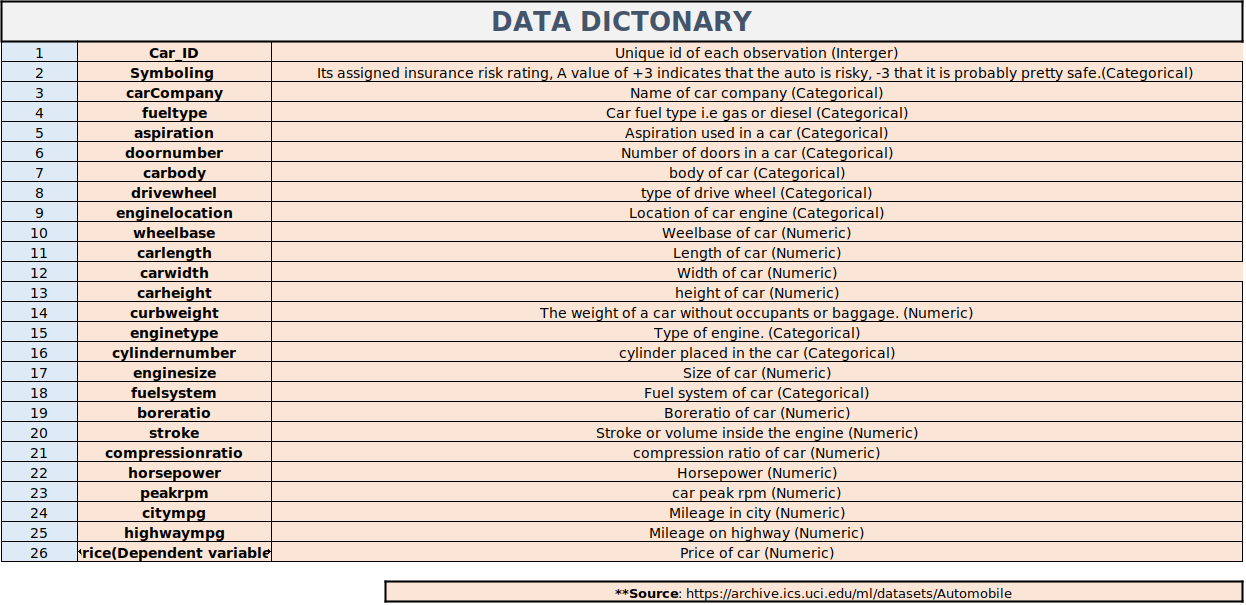 DATA DICTONARY
1 Car_ID Unique id of each observation (Interger)
2 Symboling Its assigned insurance risk rating, A value of +3 indicates that the auto is risky, -3 that it is probably pretty safe.(Categorical)
3 carCompany Name of car company (Categorical)
4 fueltype Car fuel type i.e gas or diesel (Categorical)
5 aspiration Aspiration used in a car (Categorical)
6 doornumber Number of doors in a car (Categorical)
7 carbody body of car (Categorical)
8 drivewheel type of drive wheel (Categorical)
9 enginelocation Location of car engine (Categorical)
10 wheelbase Weelbase of car (Numeric)
11 carlength Length of car (Numeric)
12 carwidth Width of car (Numeric)
13 carheight height of car (Numeric)
14 curbweight The weight of a car without occupants or baggage. (Numeric)
15 enginetype Type of engine. (Categorical)
16 cylindernumber cylinder placed in the car (Categorical)
17 enginesize Size of car (Numeric)
18 fuelsystem Fuel system of car (Categorical)
19 boreratio Boreratio of car (Numeric)
20 stroke Stroke or volume inside the engine (Numeric)
21 compressionratio compression ratio of car (Numeric)
22 horsepower Horsepower (Numeric)
23 peakrpm car peak rpm (Numeric)
24 citympg Mileage in city (Numeric)
25 highwaympg Mileage on highway (Numeric)
26 rice(Dependent variable Price of car (Numeric)
**Source: https://archive.ics.uci.edu/ml/datasets/Automobile